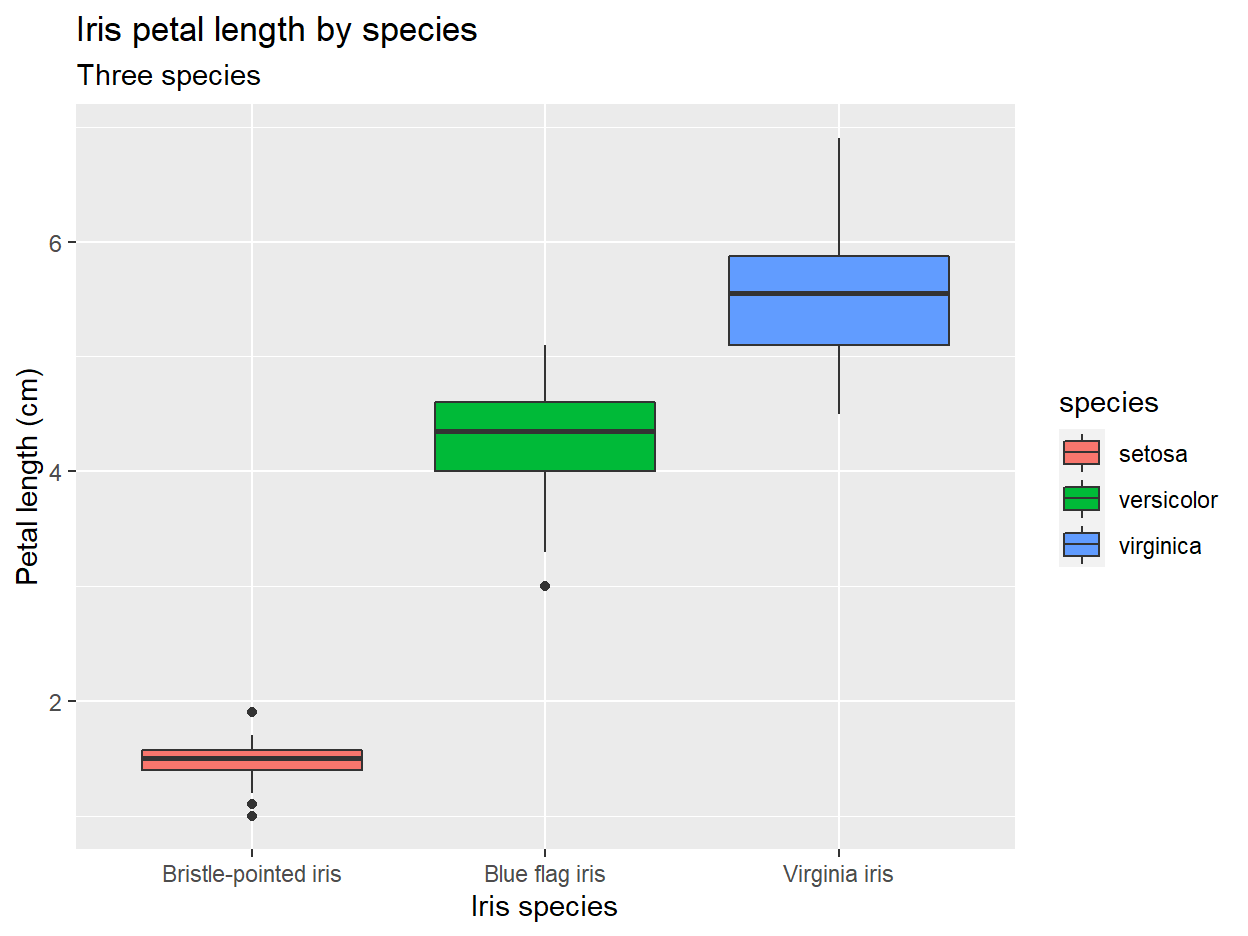 Iris petal length by species
Three species
Petal length (cm)
6
4
2
Bristle-pointed iris
Blue flag iris
Virginia iris
Iris species
species
setosa
versicolor
virginica